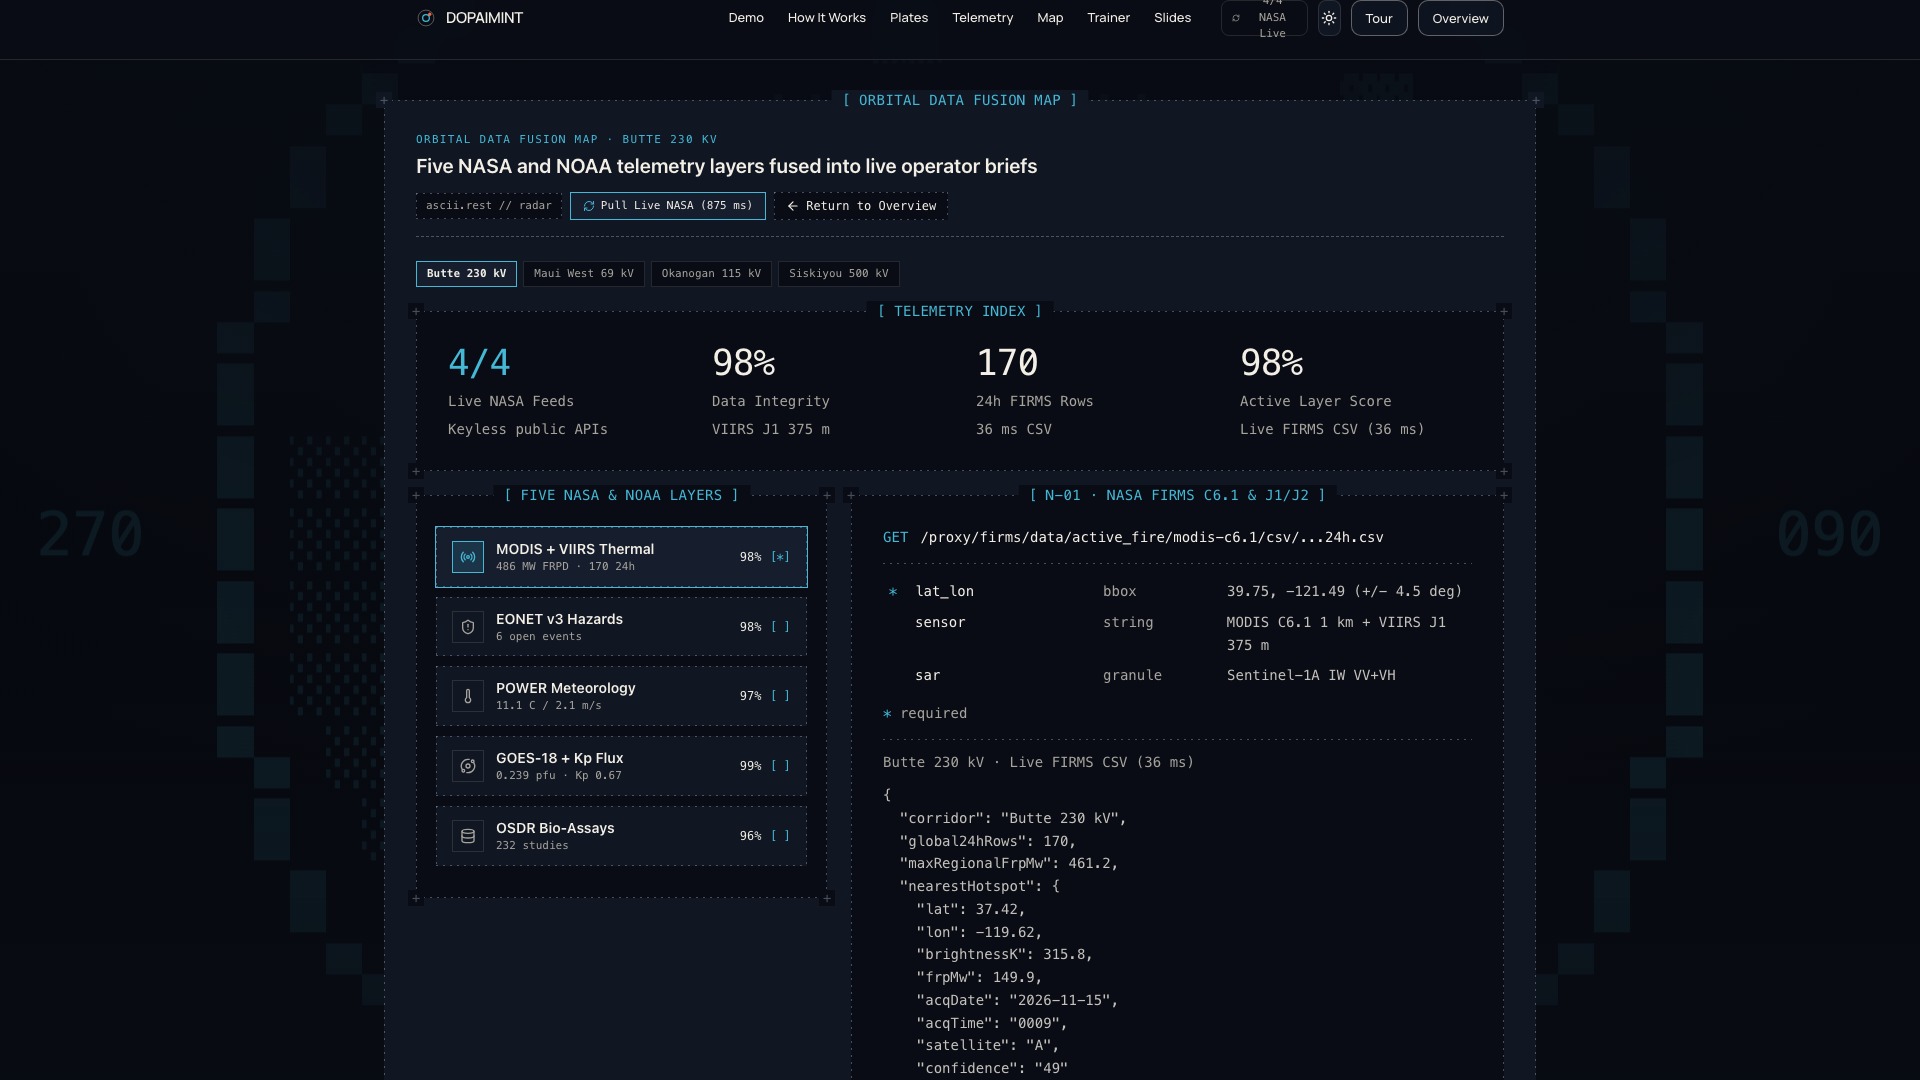 DOPAIMINT
Demo
How It Works
Plates
Telemetry
Map
Trainer
Slides
4/4
NASA
Live
Tour
Overview
[ ORBITAL DATA FUSION MAP ]
ORBITAL DATA FUSION MAP · BUTTE 230 KV
Five NASA and NOAA telemetry layers fused into live operator briefs
ascii.rest // radar
Pull Live NASA (875 ms)
← Return to Overview
Butte 230 kV
Maui West 69 kV
Okanogan 115 kV
Siskiyou 500 kV
[ TELEMETRY INDEX ]
4/4
Live NASA Feeds
Keyless public APIs
98%
Data Integrity
VIIRS J1 375 m
170
24h FIRMS Rows
36 ms CSV
98%
Active Layer Score
Live FIRMS CSV (36 ms)
[ FIVE NASA & NOAA LAYERS ]
MODIS + VIIRS Thermal
486 MW FRPD · 170 24h
98% [*]
EONET v3 Hazards
6 open events
98% [ ]
POWER Meteorology
11.1 C / 2.1 m/s
97% [ ]
GOES-18 + Kp Flux
0.239 pfu · Kp 0.67
99% [ ]
OSDR Bio-Assays
232 studies
96% [ ]
[ N-01 · NASA FIRMS C6.1 & J1/J2 ]
GET /proxy/firms/data/active_fire/modis-c6.1/csv/...24h.csv
* lat_lon bbox 39.75, -121.49 (+/- 4.5 deg)
sensor string MODIS C6.1 1 km + VIIRS J1
375 m
sar granule Sentinel-1A IW VV+VH
* required
Butte 230 kV · Live FIRMS CSV (36 ms)
{
"corridor": "Butte 230 kV",
"global24hRows": 170,
"maxRegionalFrpMw": 461.2,
"nearestHotspot": {
"lat": 37.42,
"lon": -119.62,
"brightnessK": 315.8,
"frpMw": 149.9,
"acqDate": "2026-11-15",
"acqTime": "0009",
"satellite": "A",
"confidence": "49"
270
090